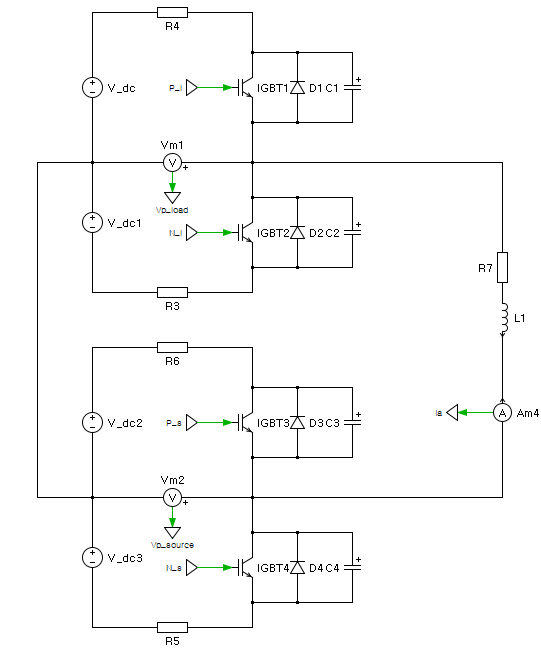 R4
V_dc
P_l
IGBT1
D1
C1
Vm1
V
Vp_load
V_dc1
N_l
IGBT2
D2
C2
R3
R7
L1
R6
V_dc2
P_s
IGBT3
D3
C3
Ia
A
Am4
Vm2
V
Vp_source
V_dc3
N_s
IGBT4
D4
C4
R5